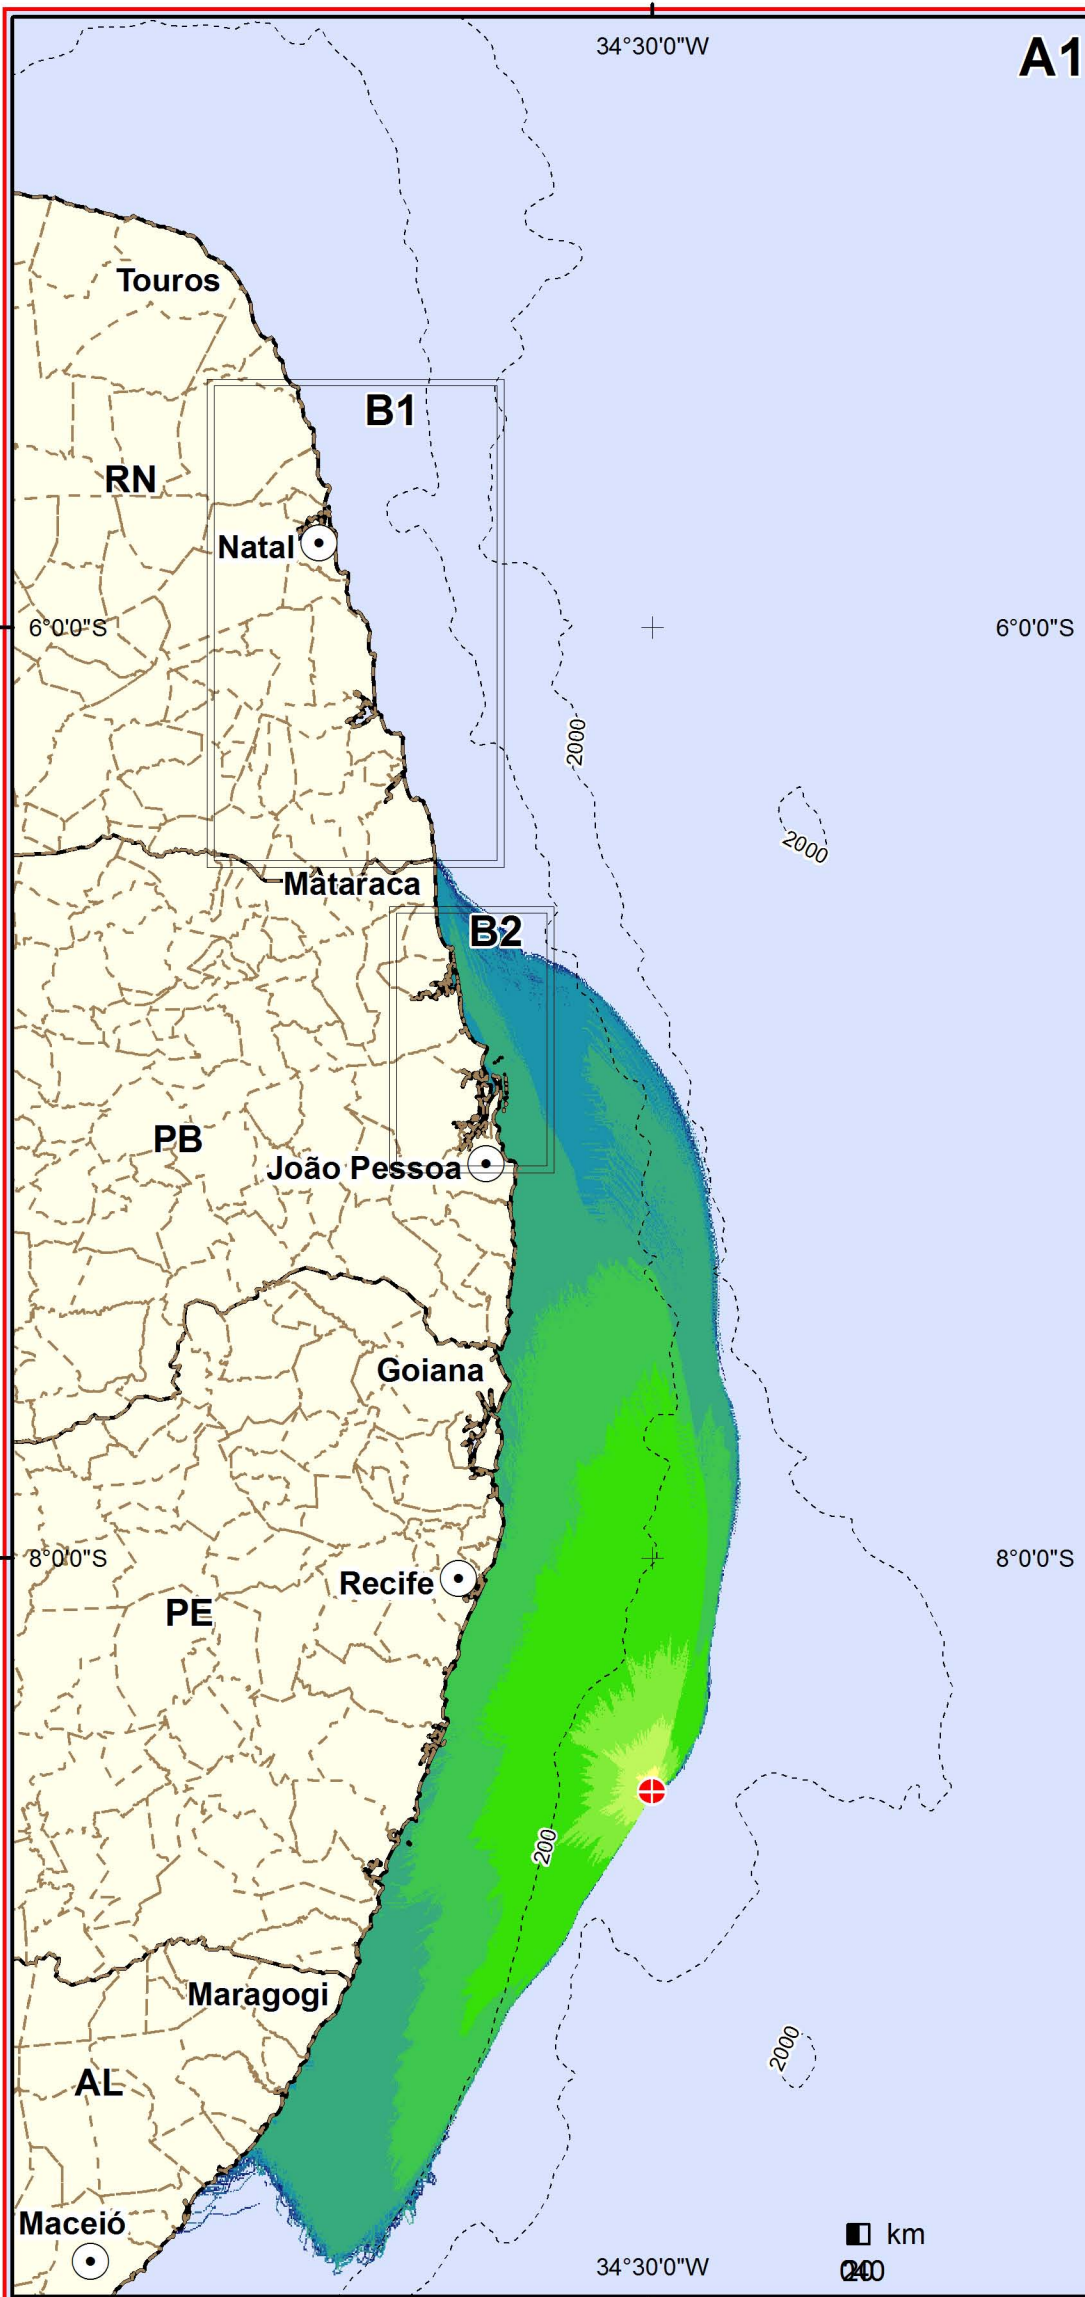 34°30'0"W
A1
Touros
B1
RN
Natal
6°0'0"S
6°0'0"S
2000
2000
Mataraca
B2
PB
João Pessoa
Goiana
8°0'0"S
8°0'0"S
Recife
PE
200
Maragogi
2000
AL
Maceió
km
34°30'0"W